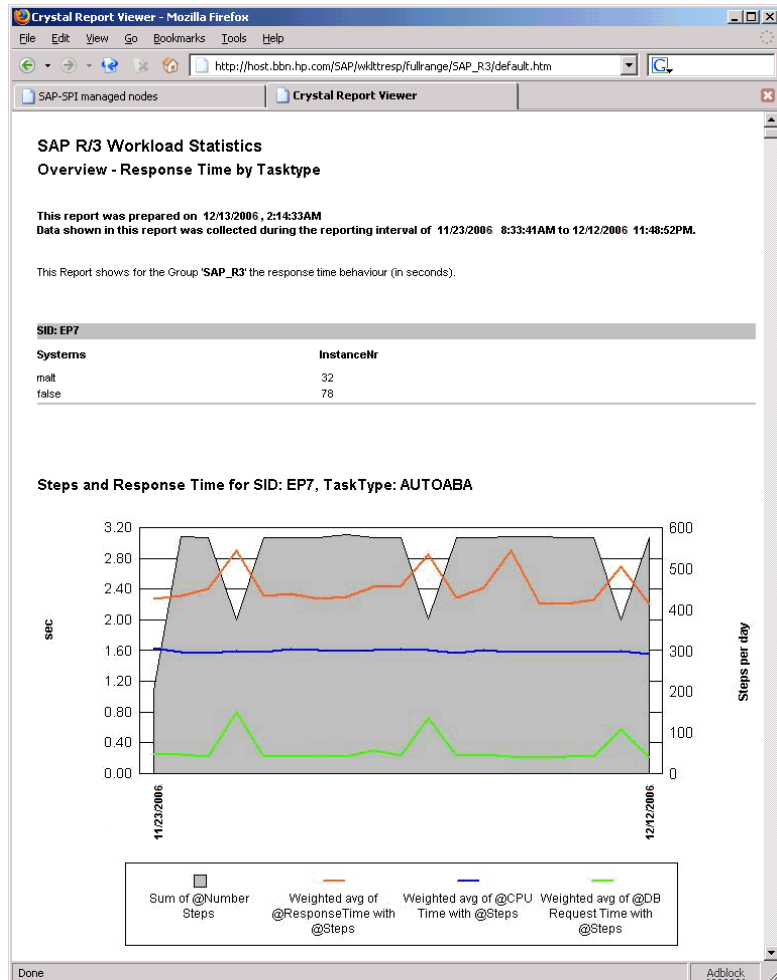 Crystal Report Viewer - Mozilla Firefox
File Edit View Go Bookmarks Tools Help
http://host.bbn.hp.com/SAP/wklttresp/fullrange/SAP_R3/default.htm
SAP-SPI managed nodes
Crystal Report Viewer
SAP R/3 Workload Statistics
Overview - Response Time by Tasktype
This report was prepared on 12/13/2006, 2:14:33AM
Data shown in this report was collected during the reporting interval of 11/23/2006 8:33:41AM to 12/12/2006 11:48:52PM.
This Report shows for the Group 'SAP_R3' the response time behaviour (in seconds).
SID: EP7
Systems InstanceNr
malt 32
false 78
Steps and Response Time for SID: EP7, TaskType: AUTOABA
3.20
2.80
2.40
2.00
1.60
1.20
0.80
0.40
0.00
sec
600
500
400
300
200
100
0
Steps per day
11/23/2006
12/12/2006
Sum of @Number
Steps
Weighted avg of
@ResponseTime with
@Steps
Weighted avg of @CPU
Time with @Steps
Weighted avg of @DB
Request Time with
@Steps
Done
Adblock